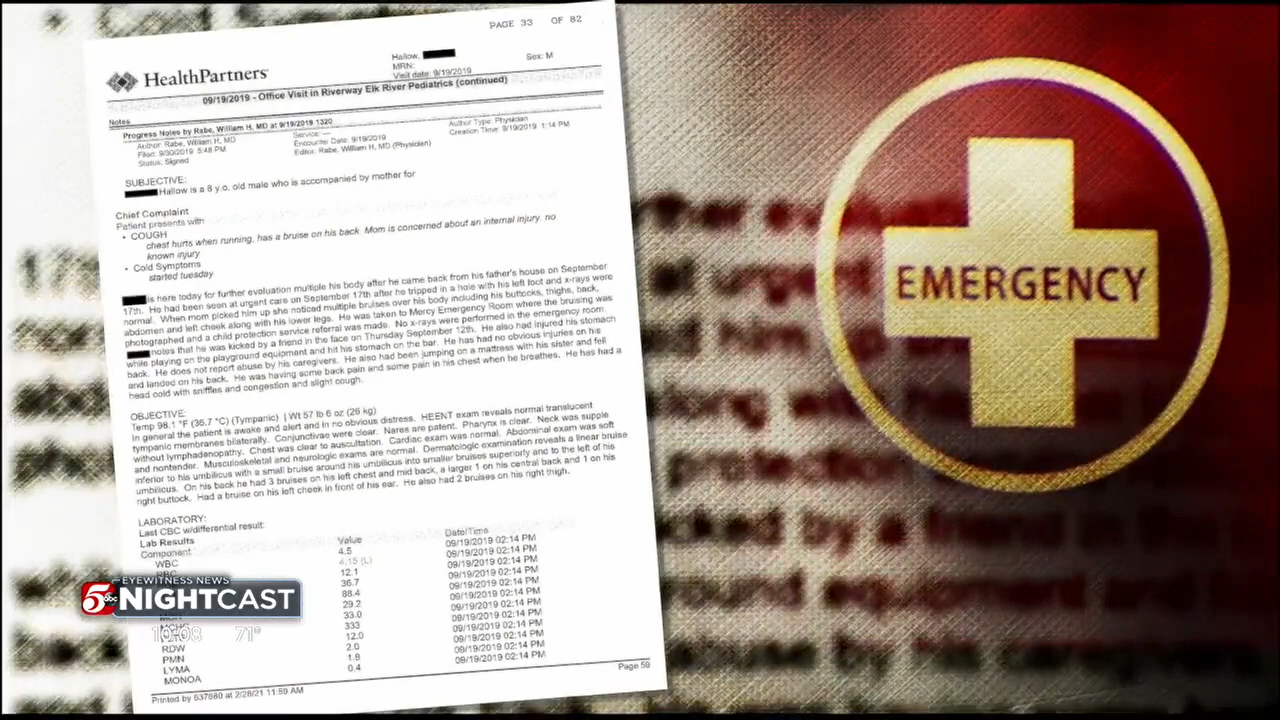 PAGE 33 OF 82
HealthPartners
Hallow,
Sex: M
MRN:
Visit date: 9/19/2019
09/19/2019 - Office Visit in Riverway Elk River Pediatrics (continued)
Notes
Progress Notes by Rabe, William H, MD at 9/19/2019 1320
Author: Rabe, William H, MD
Service: —
Author Type: Physician
Filed: 9/30/2019 5:48 PM
Encounter Date: 9/19/2019
Creation Time: 9/19/2019 1:14 PM
Status: Signed
Editor: Rabe, William H, MD (Physician)
SUBJECTIVE:
Hallow is a 8 y.o. old male who is accompanied by mother for
Chief Complaint
Patient presents with
• COUGH
chest hurts when running, has a bruise on his back. Mom is concerned about an internal injury. no
known injury
• Cold Symptoms
started tuesday
is here today for further evaluation multiple his body after he came back from his father's house on September
17th. He had been seen at urgent care on September 17th after he tripped in a hole with his left foot and x-rays were
normal. When mom picked him up she noticed multiple bruises over his body including his buttocks, thighs, back,
abdomen and left cheek along with his lower legs. He was taken to Mercy Emergency Room where the bruising was
photographed and a child protection service referral was made. No x-rays were performed in the emergency room.
notes that he was kicked by a friend in the face on Thursday September 12th. He also had injured his stomach
while playing on the playground equipment and hit his stomach on the bar. He has had no obvious injuries on his
back. He does not report abuse by his caregivers. He also had been jumping on a mattress with his sister and fell
and landed on his back. He was having some back pain and some pain in his chest when he breathes. He has had a
head cold with sniffles and congestion and slight cough.
OBJECTIVE:
Temp 98.1 °F (36.7 °C) (Tympanic) | Wt 57 lb 6 oz (26 kg)
In general the patient is awake and alert and in no obvious distress. HEENT exam reveals normal translucent
tympanic membranes bilaterally. Conjunctivae were clear. Nares are patent. Pharynx is clear. Neck was supple
without lymphadenopathy. Chest was clear to auscultation. Cardiac exam was normal. Abdominal exam was soft
and nontender. Musculoskeletal and neurologic exams are normal. Dermatologic examination reveals a linear bruise
inferior to his umbilicus with a small bruise around his umbilicus into smaller bruises superiorly and to the left of his
umbilicus. On his back he had 3 bruises on his left chest and mid back, a larger 1 on his central back and 1 on his
right buttock. Had a bruise on his left cheek in front of his ear. He also had 2 bruises on his right thigh.
LABORATORY:
Last CBC w/differential result:
Lab Results
Component
Value
Date/Time
WBC 4.5 09/19/2019 02:14 PM
4.15 (L) 09/19/2019 02:14 PM
12.1 09/19/2019 02:14 PM
36.7 09/19/2019 02:14 PM
88.4 09/19/2019 02:14 PM
29.2 09/19/2019 02:14 PM
33.0 09/19/2019 02:14 PM
333 09/19/2019 02:14 PM
RDW 12.0 09/19/2019 02:14 PM
PMN 2.0 09/19/2019 02:14 PM
LYMA 1.9 09/19/2019 02:14 PM
MONOA 0.4
Page 59
Printed by 637680 at 2/28/21 11:59 AM
EMERGENCY
5 abc EYEWITNESS NEWS
NIGHTCAST
10:08 71°